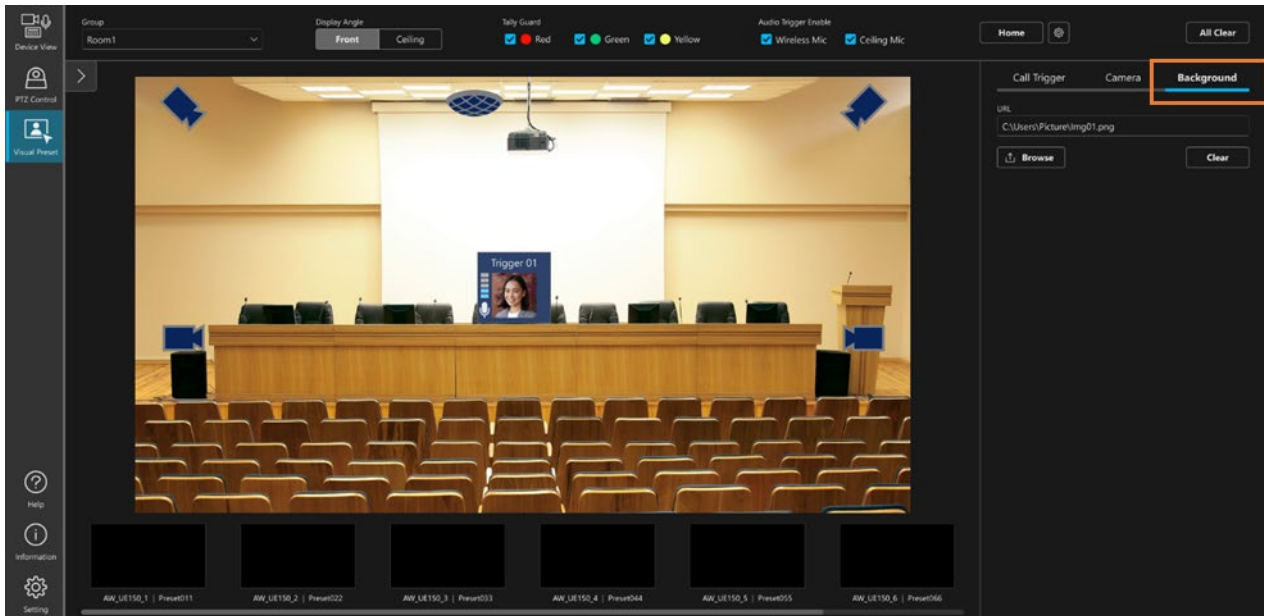 Device View
PTZ Control
Visual Preset
Help
Information
Setting
Group
Room1
Display Angle
Front Ceiling
Tally Guard
Red Green Yellow
Audio Trigger Enable
Wireless Mic Ceiling Mic
Home
All Clear
Trigger 01
AW_UE150_1 | Preset011
AW_UE150_2 | Preset022
AW_UE150_3 | Preset033
AW_UE150_4 | Preset044
AW_UE150_5 | Preset055
AW_UE150_6 | Preset066
Call Trigger Camera Background
URL
C:\Users\Picture\Img01.png
Browse Clear